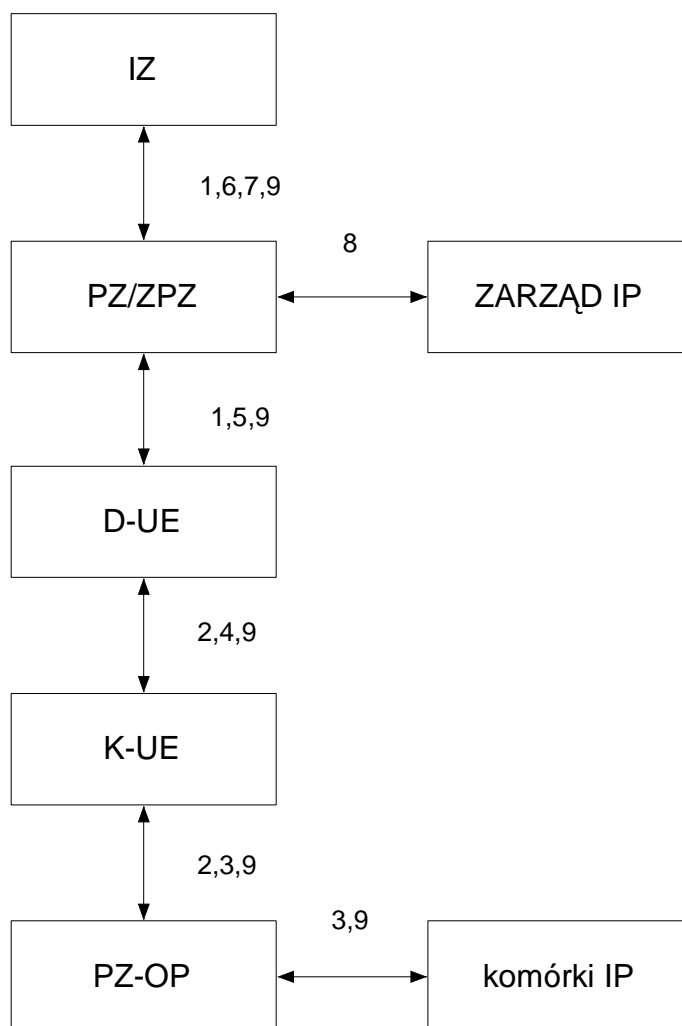 IZ
1,6,7,9
8
PZ/ZPZ
ZARZĄD IP
1,5,9
D-UE
2,4,9
K-UE
2,3,9
3,9
PZ-OP
komórki IP